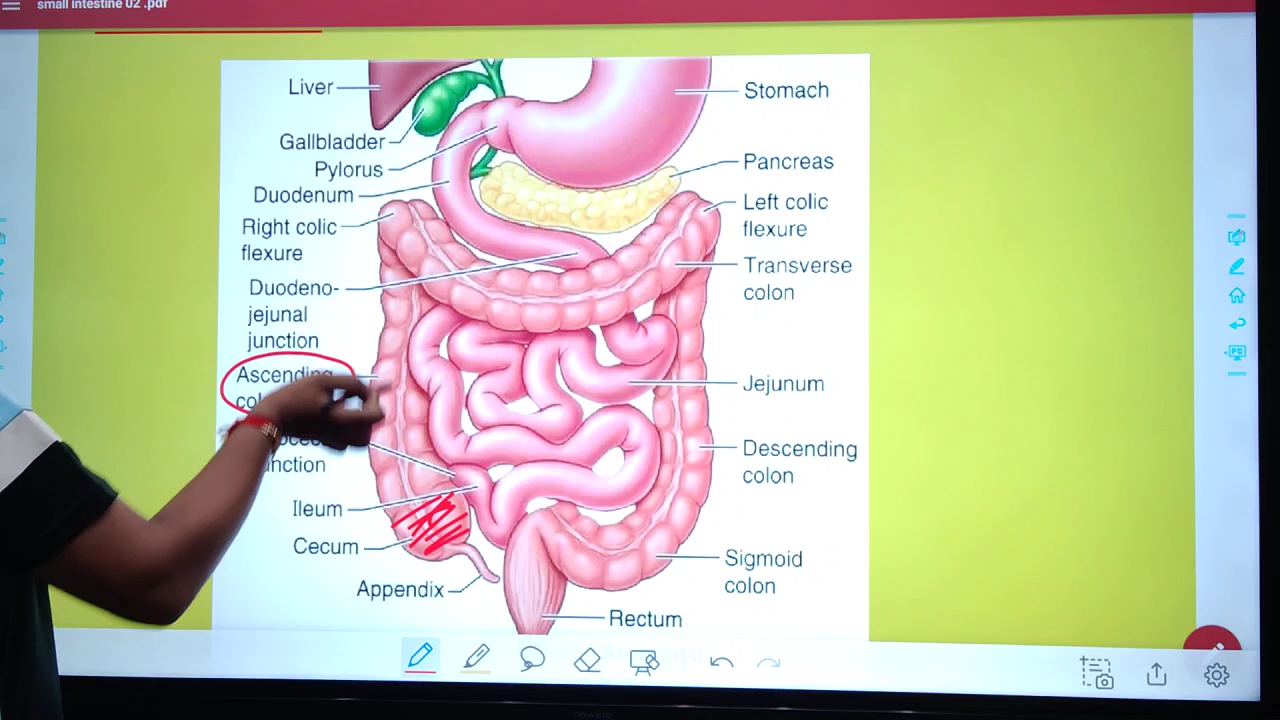 small intestine 02 .pdf
Liver
Gallbladder
Pylorus
Duodenum
Right colic
flexure
Duodeno-
jejunal
junction
Ascending
Ileum
Cecum
Appendix
Stomach
Pancreas
Left colic
flexure
Transverse
colon
Jejunum
Descending
colon
Sigmoid
colon
Rectum